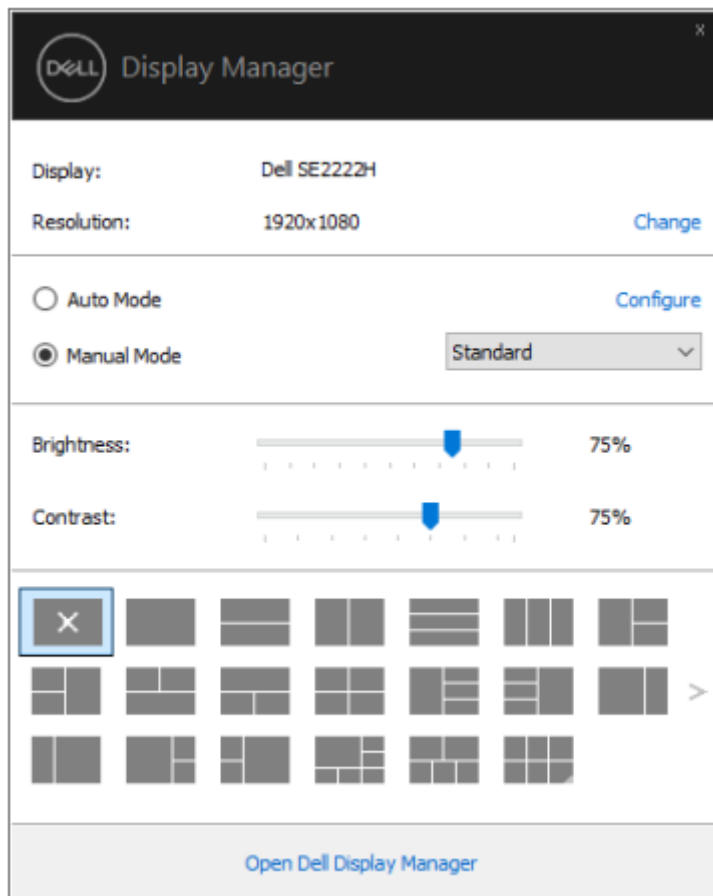 x
DELL Display Manager
Display: Dell SE2222H
Resolution: 1920x1080 Change
Auto Mode Configure
Manual Mode Standard
Brightness: 75%
Contrast: 75%
Open Dell Display Manager